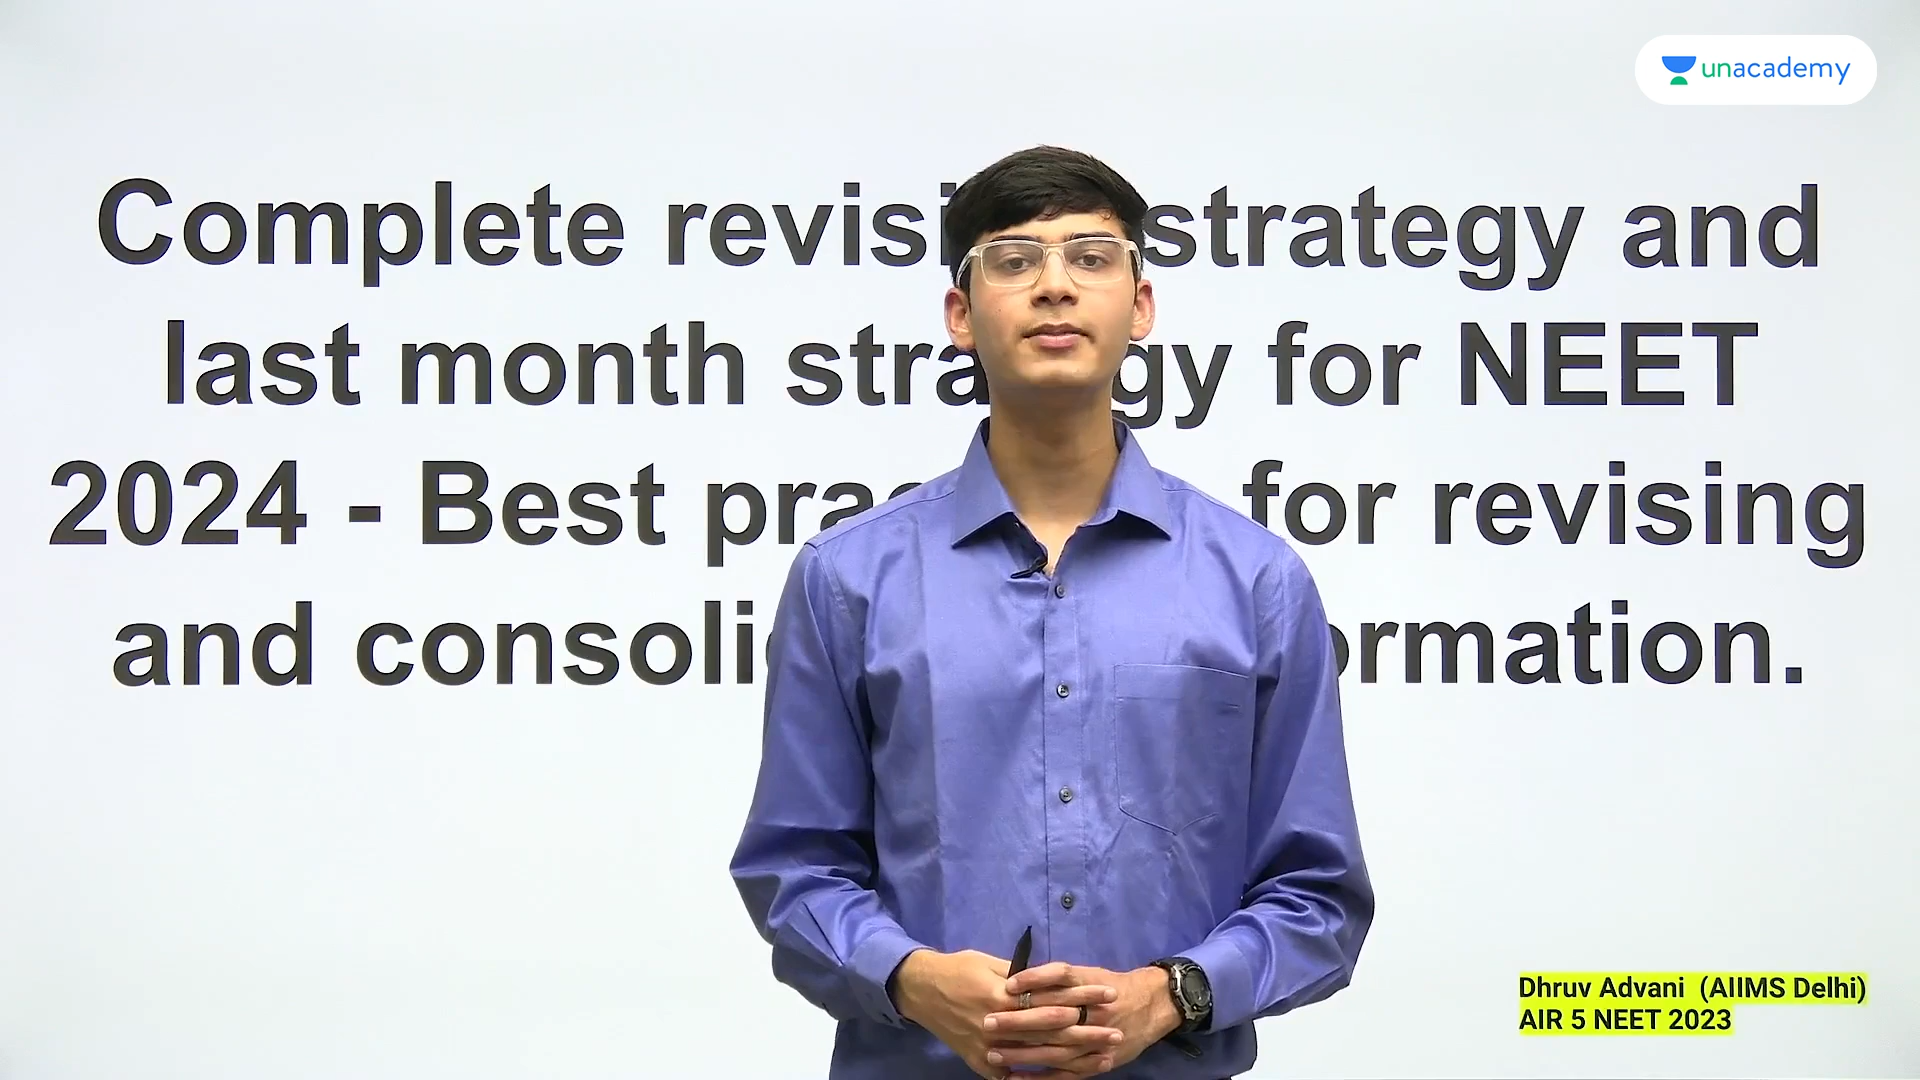 unacademy
Complete revisi strategy and
last month stra gy for NEET
2024 - Best pra for revising
and consoli ormation.
Dhruv Advani (AIIMS Delhi)
AIR 5 NEET 2023